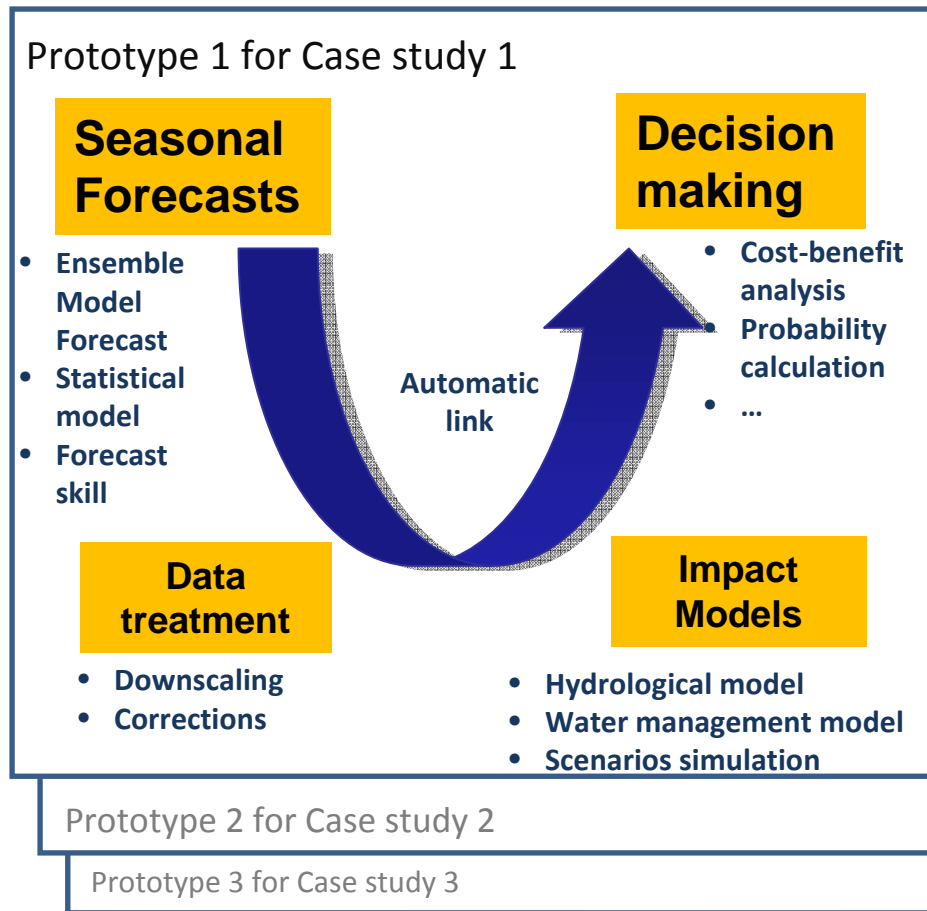 Prototype 1 for Case study 1
Seasonal
Forecasts
• Ensemble
Model
Forecast
• Statistical
model
• Forecast
skill
Decision
making
• Cost-benefit
analysis
• Probability
calculation
• …
Automatic
link
Data
treatment
• Downscaling
• Corrections
Impact
Models
• Hydrological model
• Water management model
• Scenarios simulation
Prototype 2 for Case study 2
Prototype 3 for Case study 3